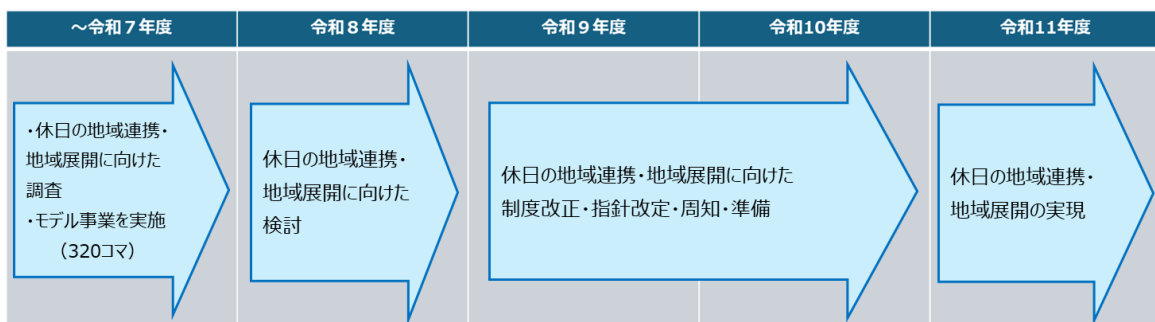 ～令和７年度
令和８年度
令和９年度
令和10年度
令和11年度
・休日の地域連携・
地域展開に向けた
調査
・モデル事業を実施
（320コマ）
休日の地域連携・
地域展開に向けた
検討
休日の地域連携・地域展開に向けた
制度改正・指針改定・周知・準備
休日の地域連携・
地域展開の実現